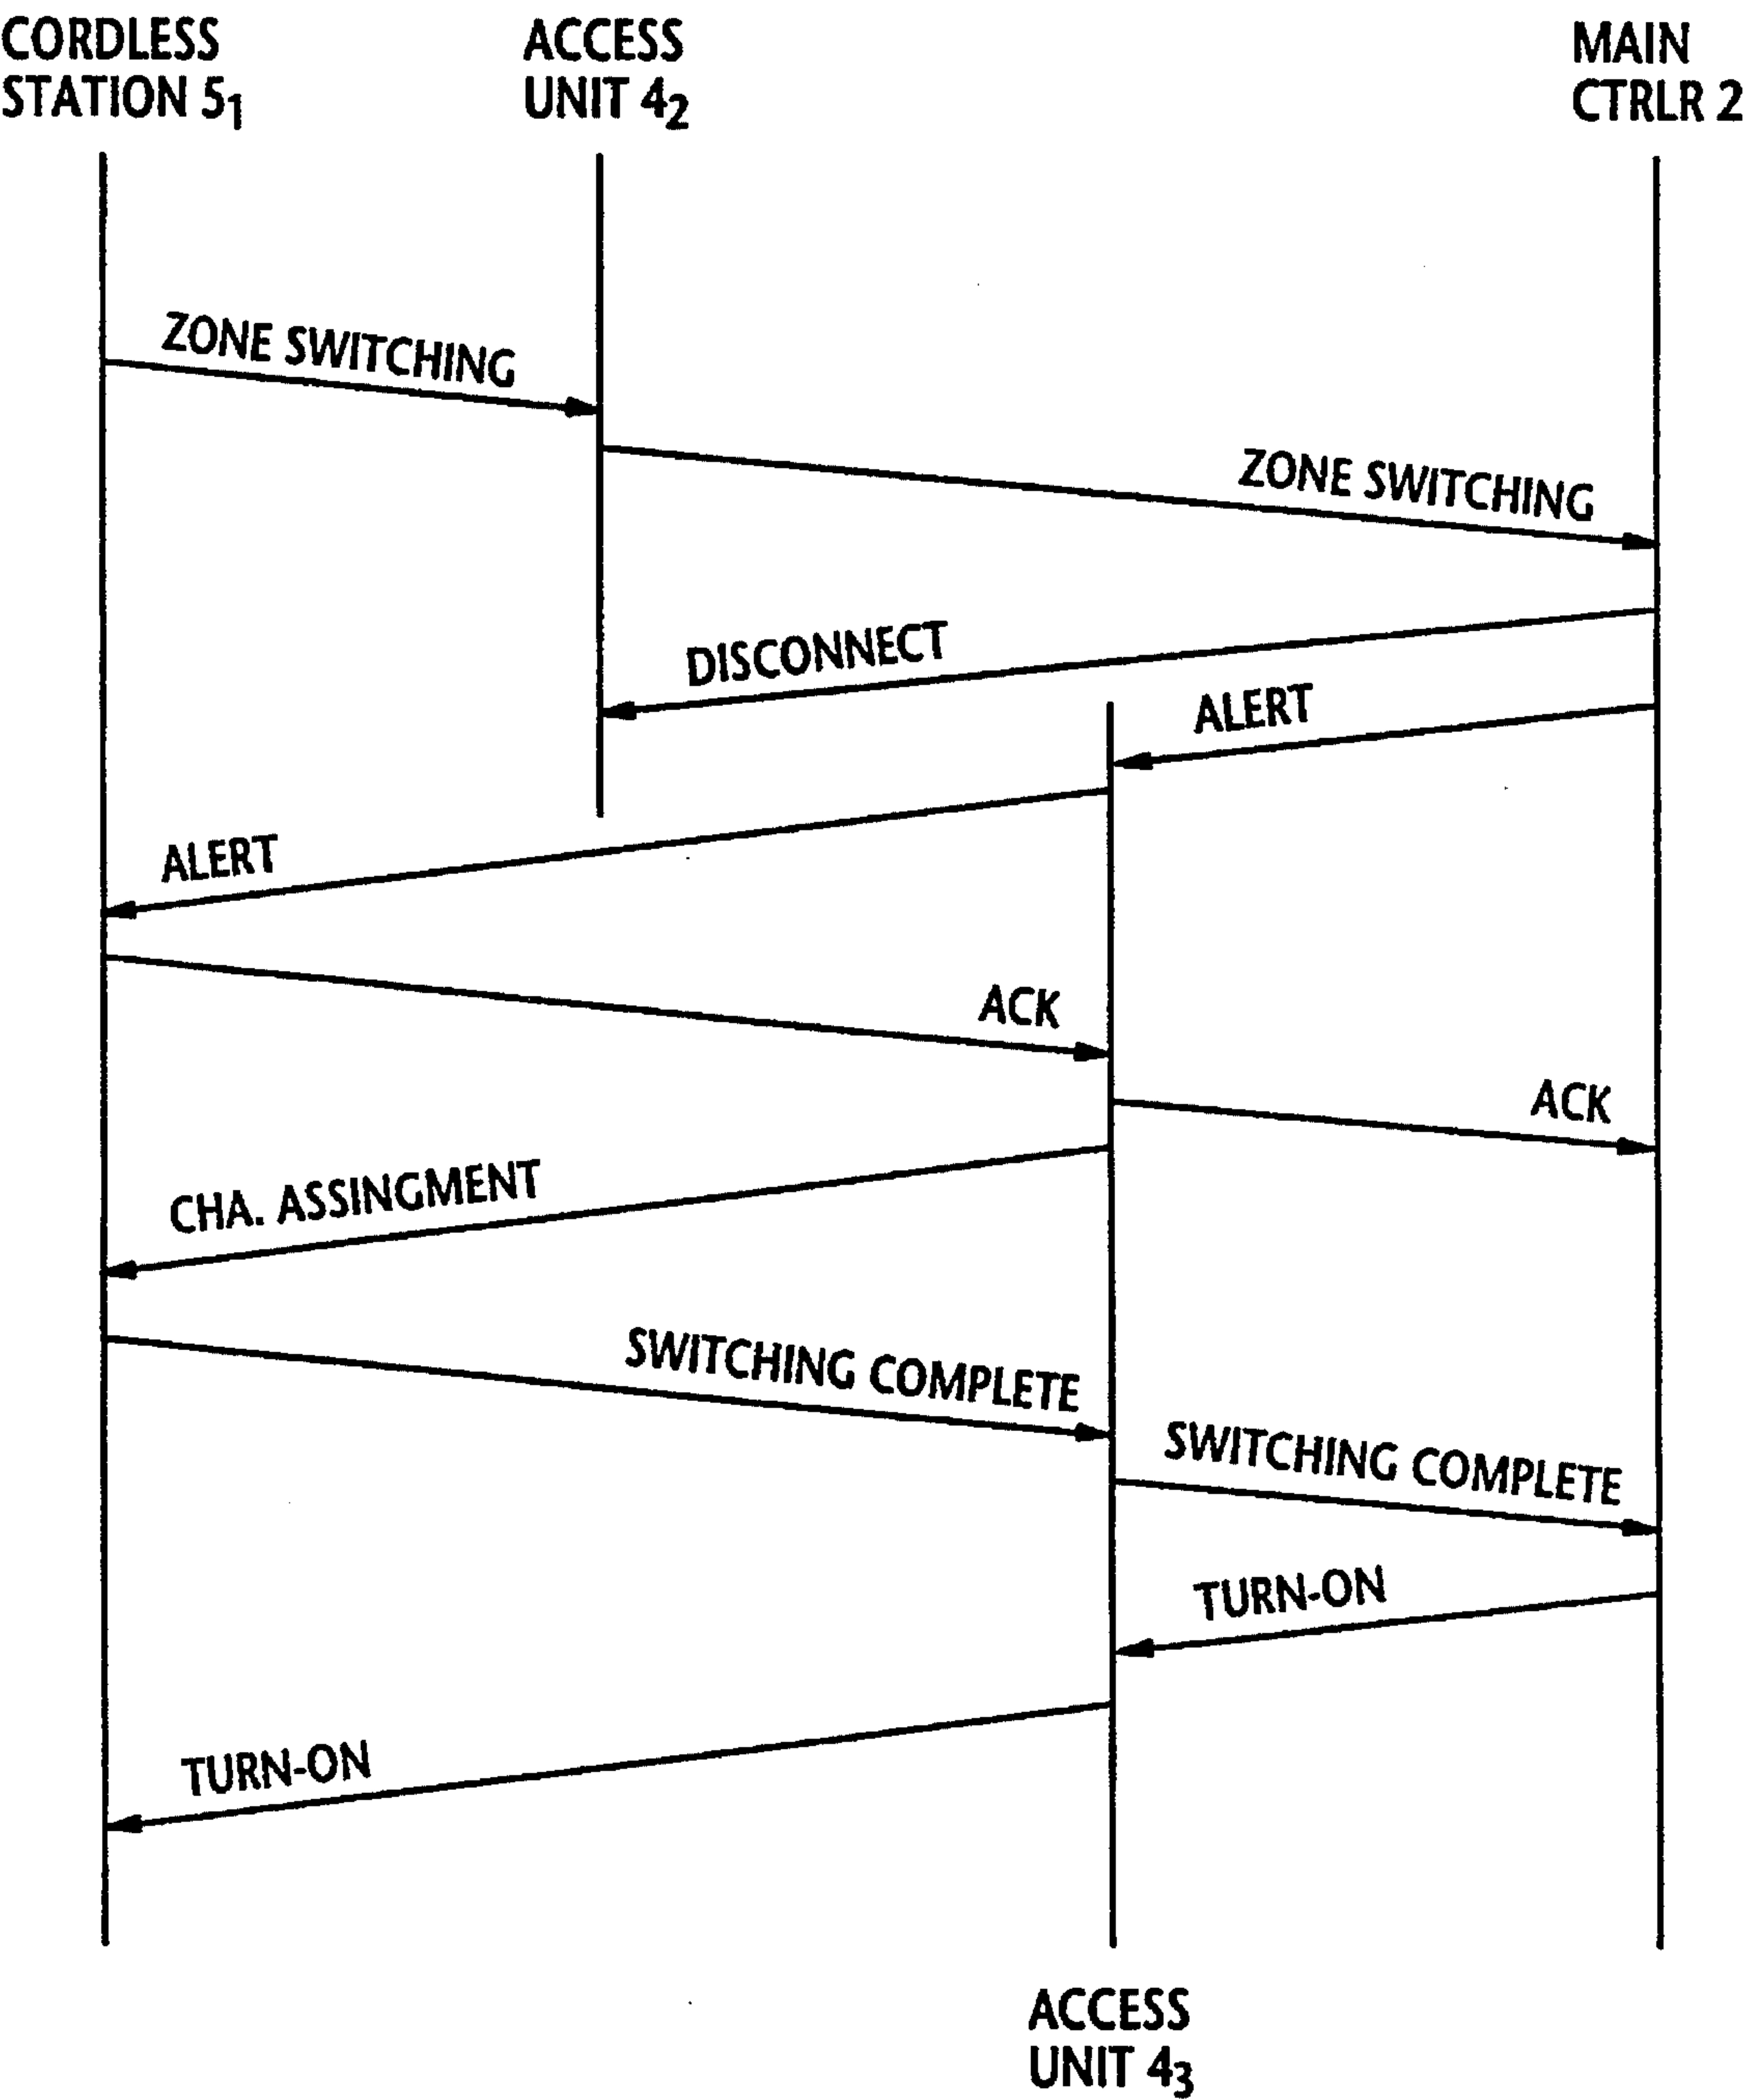 CORDLESS
STATION 5₁
ACCESS
UNIT 4₂
MAIN
CTRLR 2
ZONE SWITCHING
ZONE SWITCHING
DISCONNECT
ALERT
ALERT
ACK
ACK
CHA. ASSINGMENT
SWITCHING COMPLETE
SWITCHING COMPLETE
TURN-ON
TURN-ON
ACCESS
UNIT 4₃